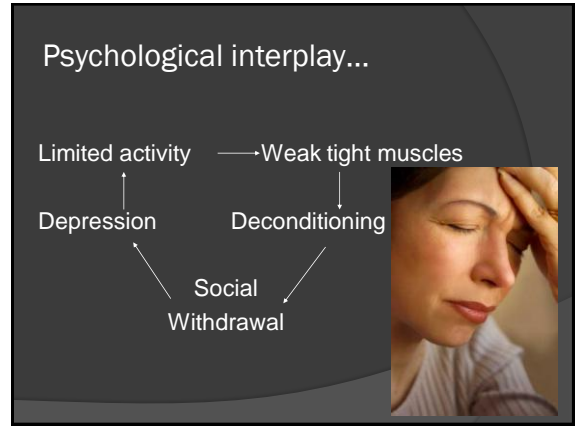 Psychological interplay...
Limited activity Weak tight muscles
Depression Deconditioning
Social
Withdrawal